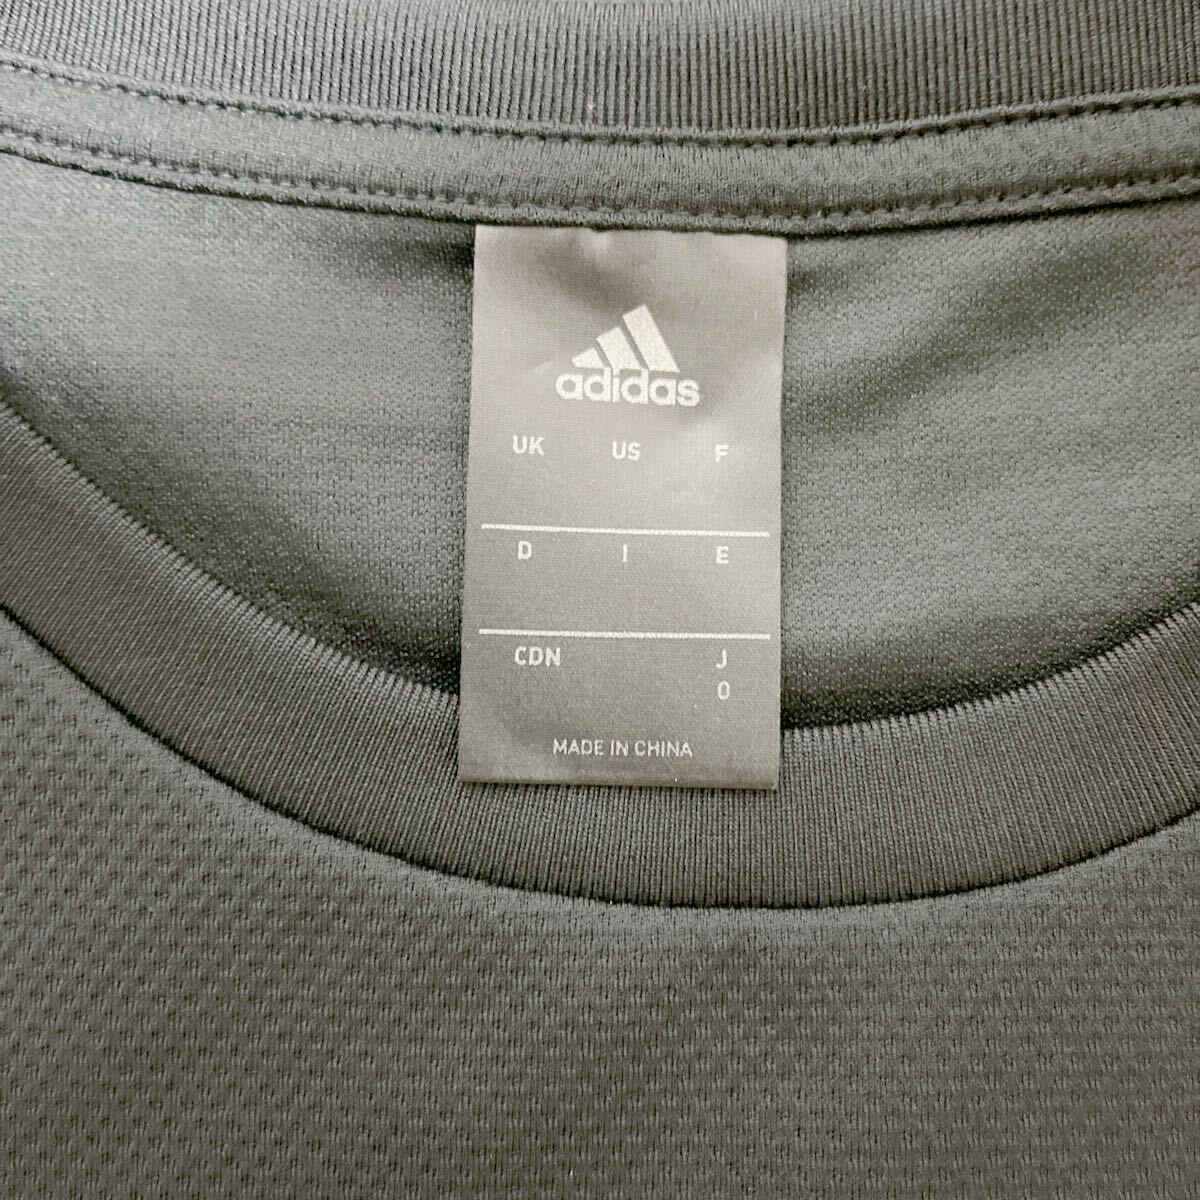 adidas
UK US F
D I E
CDN J
O
MADE IN CHINA